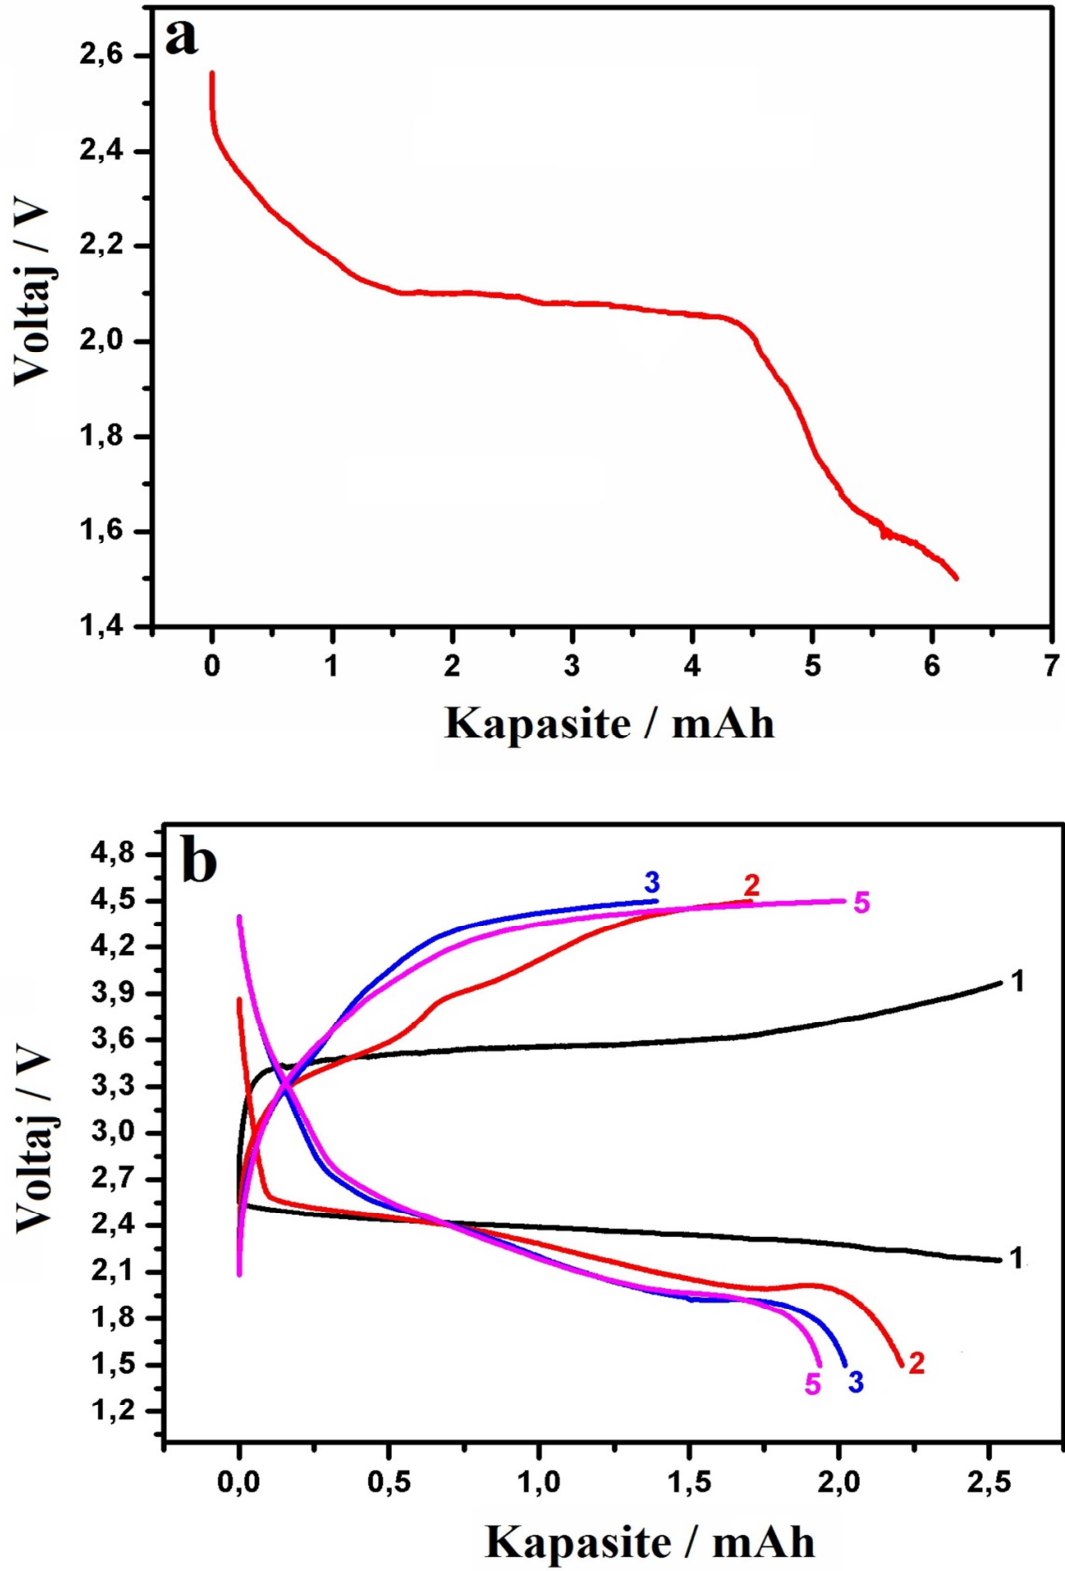 a
2,6
2,4
2,2
2,0
1,8
1,6
1,4
Voltaj / V
0 1 2 3 4 5 6 7
Kapasite / mAh
b
4,8
4,5
4,2
3,9
3,6
3,3
3,0
2,7
2,4
2,1
1,8
1,5
1,2
Voltaj / V
3 2 5
1
1
2
5 3
0,0 0,5 1,0 1,5 2,0 2,5
Kapasite / mAh